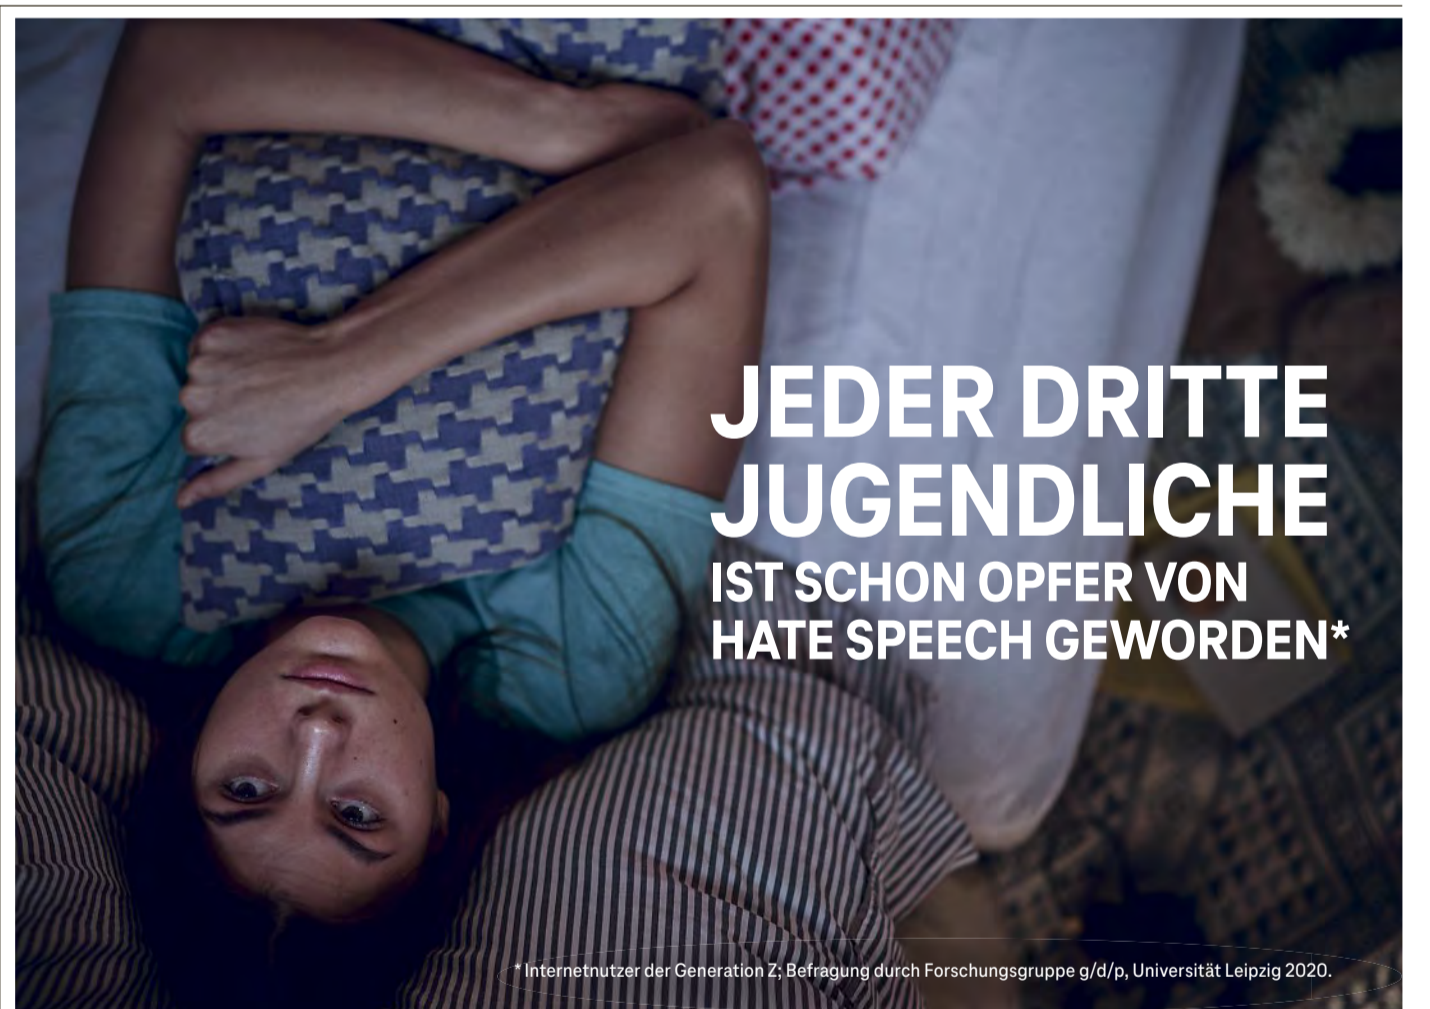 JEDER DRITTE
JUGENDLICHE
IST SCHON OPFER VON
HATE SPEECH GEWORDEN*
* Internetnutzer der Generation Z; Befragung durch Forschungsgruppe g/d/p, Universität Leipzig 2020.